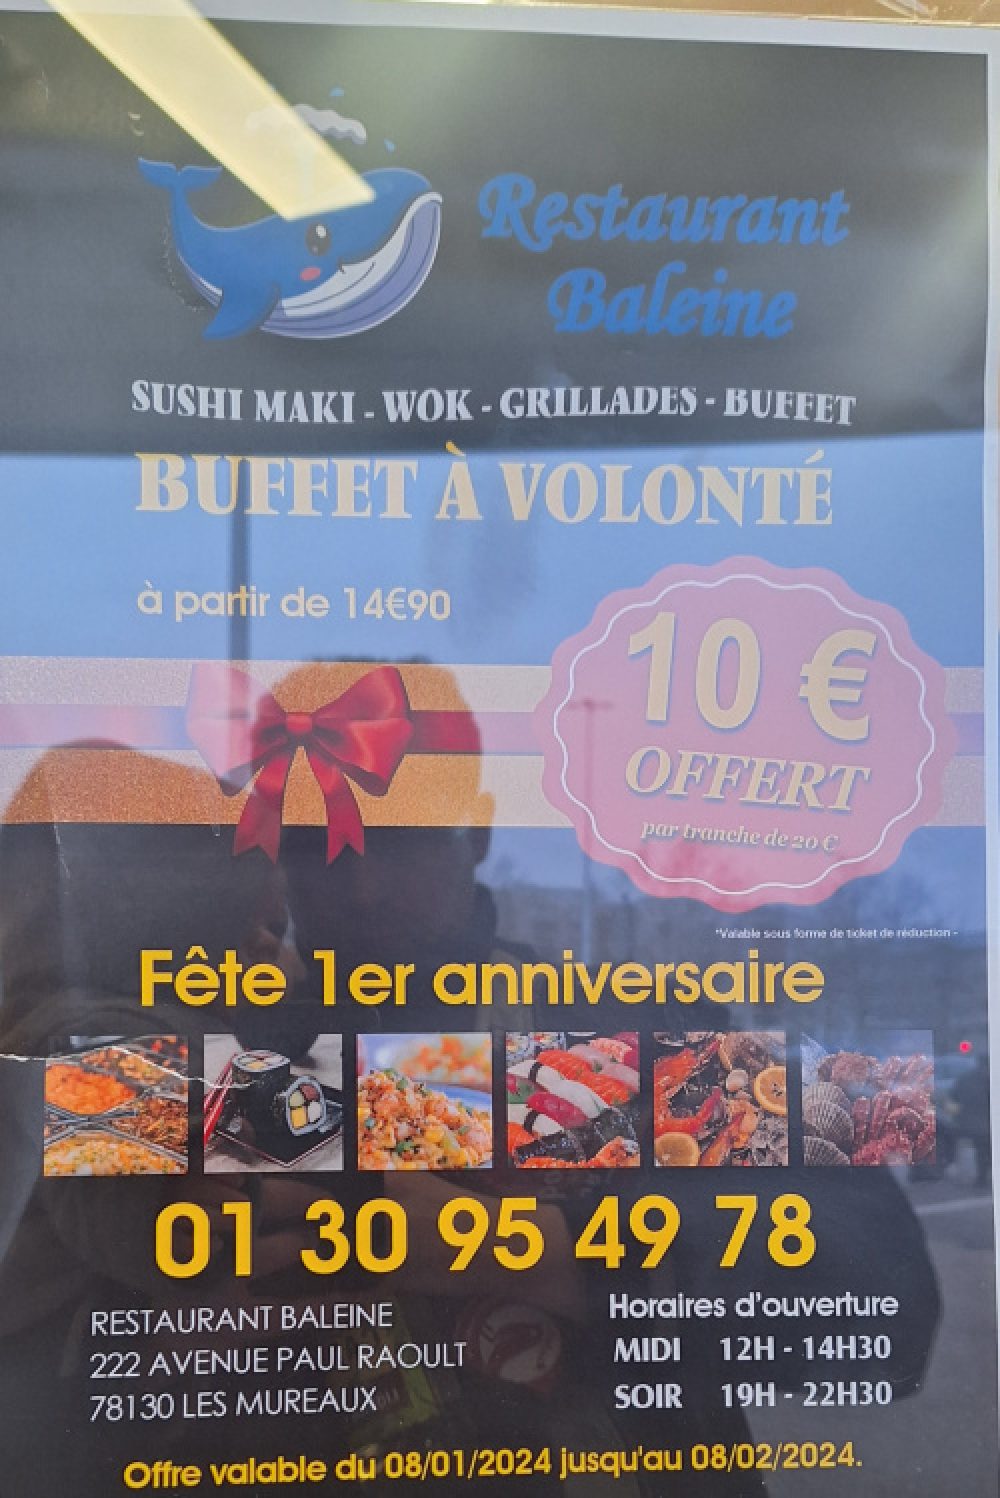 Restaurant
Baleine
SUSHI MAKI - WOK - GRILLADES - BUFFET
BUFFET À VOLONTÉ
à partir de 14€90
10 €
OFFERT
par tranche de 20 €
*Valable sous forme de ticket de réduction -
Fête 1er anniversaire
01 30 95 49 78
RESTAURANT BALEINE
222 AVENUE PAUL RAOULT
78130 LES MUREAUX
Horaires d'ouverture
MIDI 12H - 14H30
SOIR 19H - 22H30
Offre valable du 08/01/2024 jusqu'au 08/02/2024.